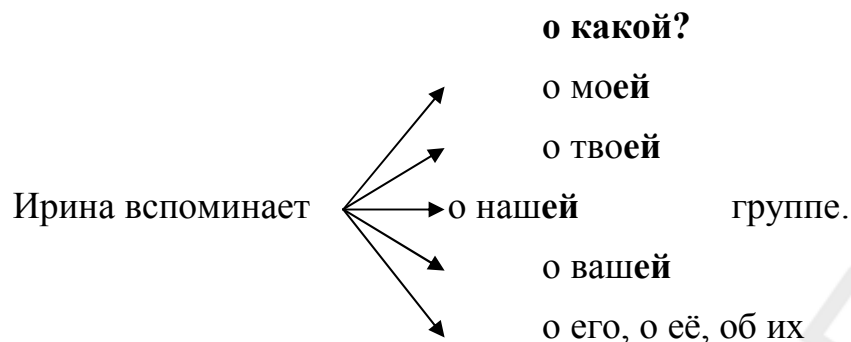 о какой?
о моей
о твоей
Ирина вспоминает о нашей группе.
о вашей
о его, о её, об их